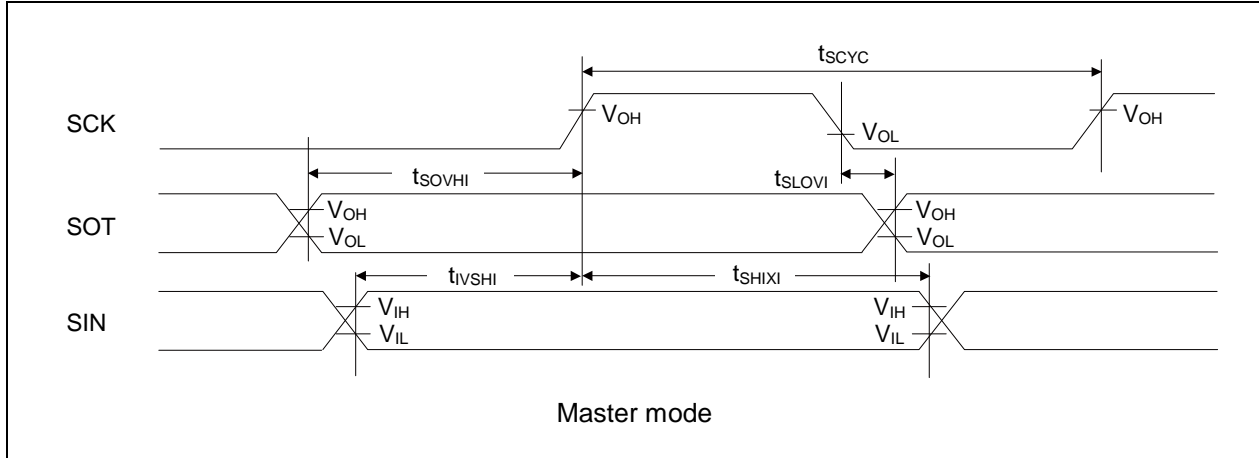 tSCYC
SCK
VOH
VOL
VOH
tSOVHI
tSLOVI
SOT
VOH
VOL
VOH
VOL
tIVSHI
tSHIXI
SIN
VIH
VIL
VIH
VIL
Master mode